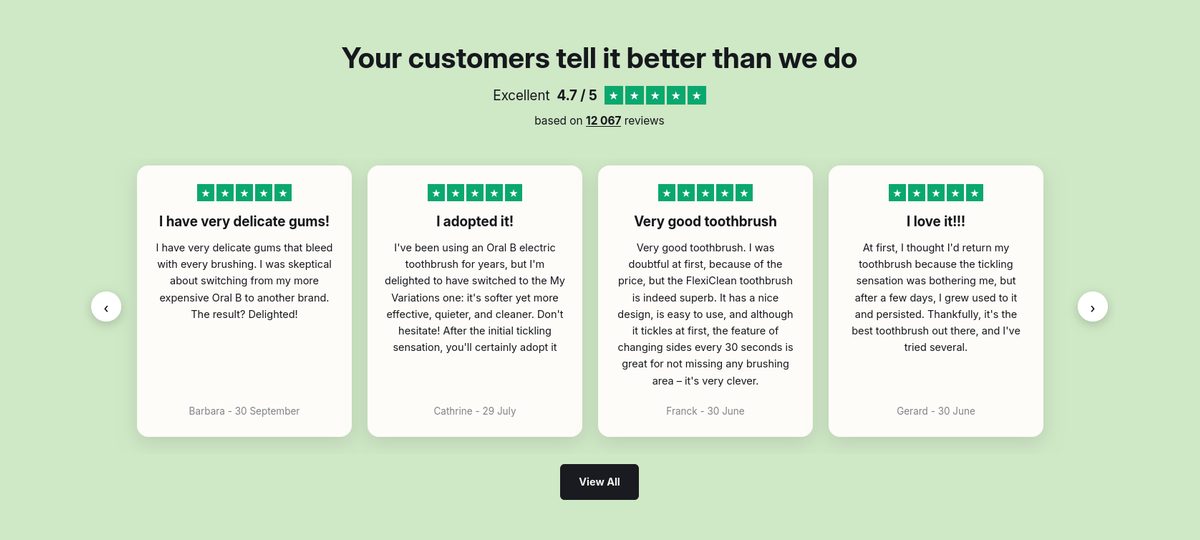 Your customers tell it better than we do
Excellent 4.7 / 5
based on 12 067 reviews
I have very delicate gums!
I have very delicate gums that bleed
with every brushing. I was skeptical
about switching from my more
expensive Oral B to another brand.
The result? Delighted!
Barbara - 30 September
I adopted it!
I've been using an Oral B electric
toothbrush for years, but I'm
delighted to have switched to the My
Variations one: it's softer yet more
effective, quieter, and cleaner. Don't
hesitate! After the initial tickling
sensation, you'll certainly adopt it
Cathrine - 29 July
Very good toothbrush
Very good toothbrush. I was
doubtful at first, because of the
price, but the FlexiClean toothbrush
is indeed superb. It has a nice
design, is easy to use, and although
it tickles at first, the feature of
changing sides every 30 seconds is
great for not missing any brushing
area – it's very clever.
Franck - 30 June
I love it!!!
At first, I thought I'd return my
toothbrush because the tickling
sensation was bothering me, but
after a few days, I grew used to it
and persisted. Thankfully, it's the
best toothbrush out there, and I've
tried several.
Gerard - 30 June
View All